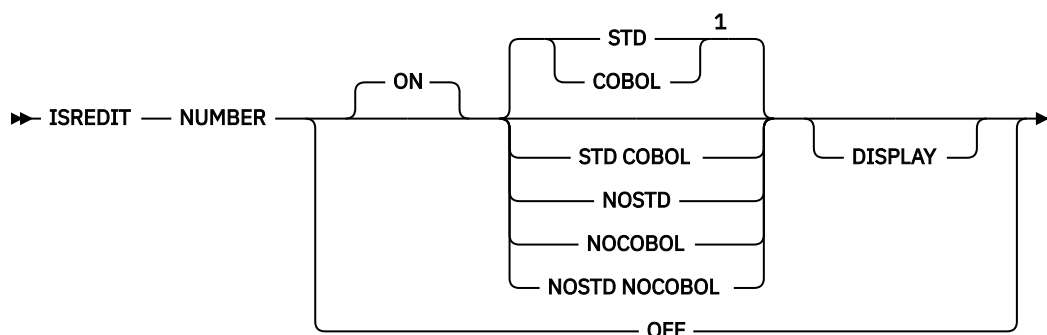 STD 1
COBOL
ON
ISREDIT NUMBER
STD COBOL
DISPLAY
NOSTD
NOCOBOL
NOSTD NOCOBOL
OFF